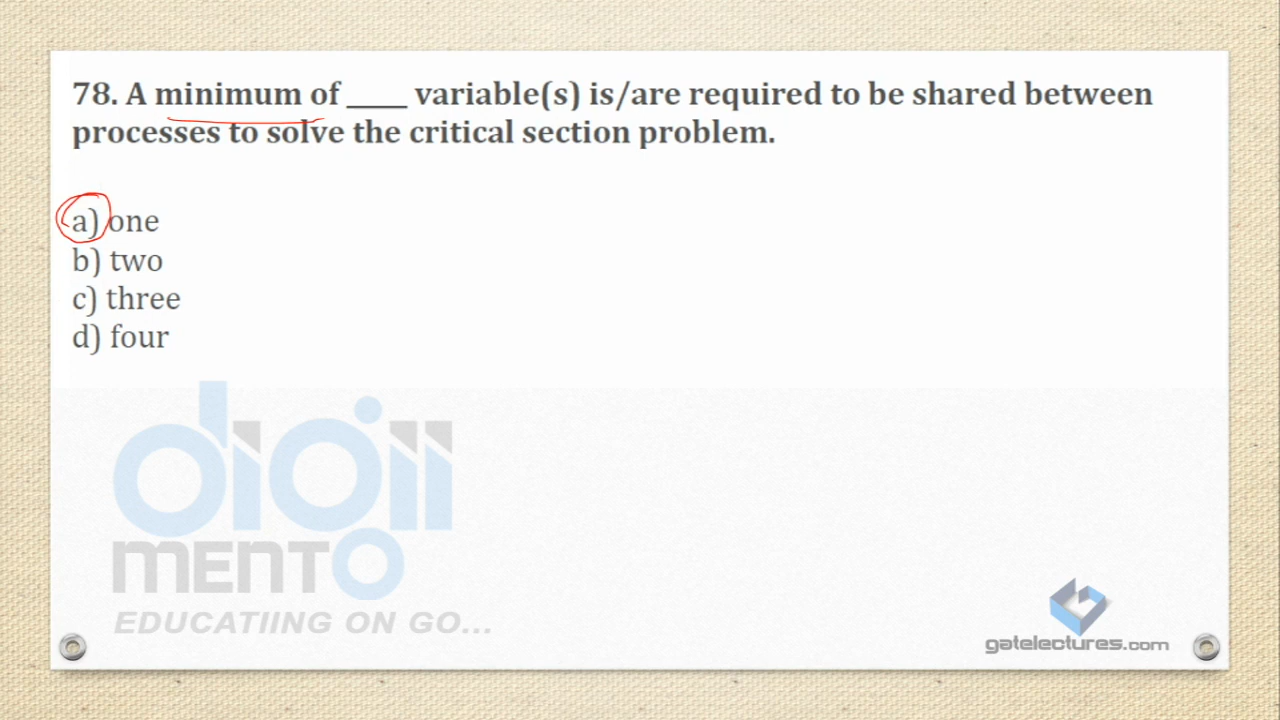 78. A minimum of _____ variable(s) is/are required to be shared between
processes to solve the critical section problem.
a) one
b) two
c) three
d) four
digii
MENTO
EDUCATIING ON GO...
gatelectures.com